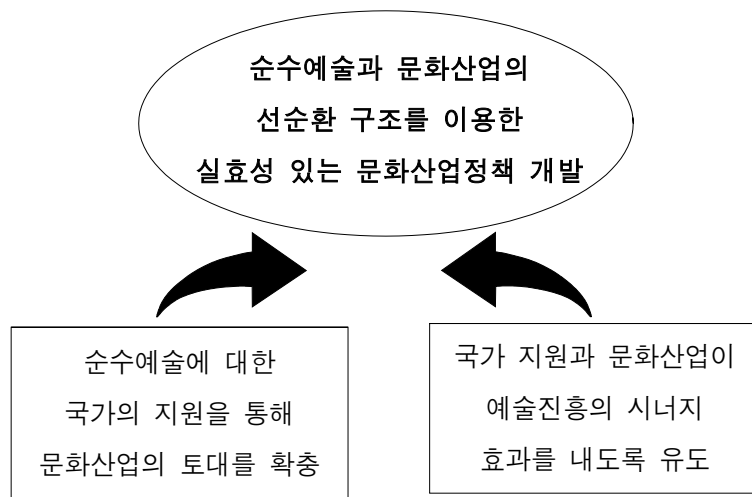 순수예술과 문화산업의
선순환 구조를 이용한
실효성 있는 문화산업정책 개발
순수예술에 대한
국가의 지원을 통해
문화산업의 토대를 확충
국가 지원과 문화산업이
예술진흥의 시너지
효과를 내도록 유도